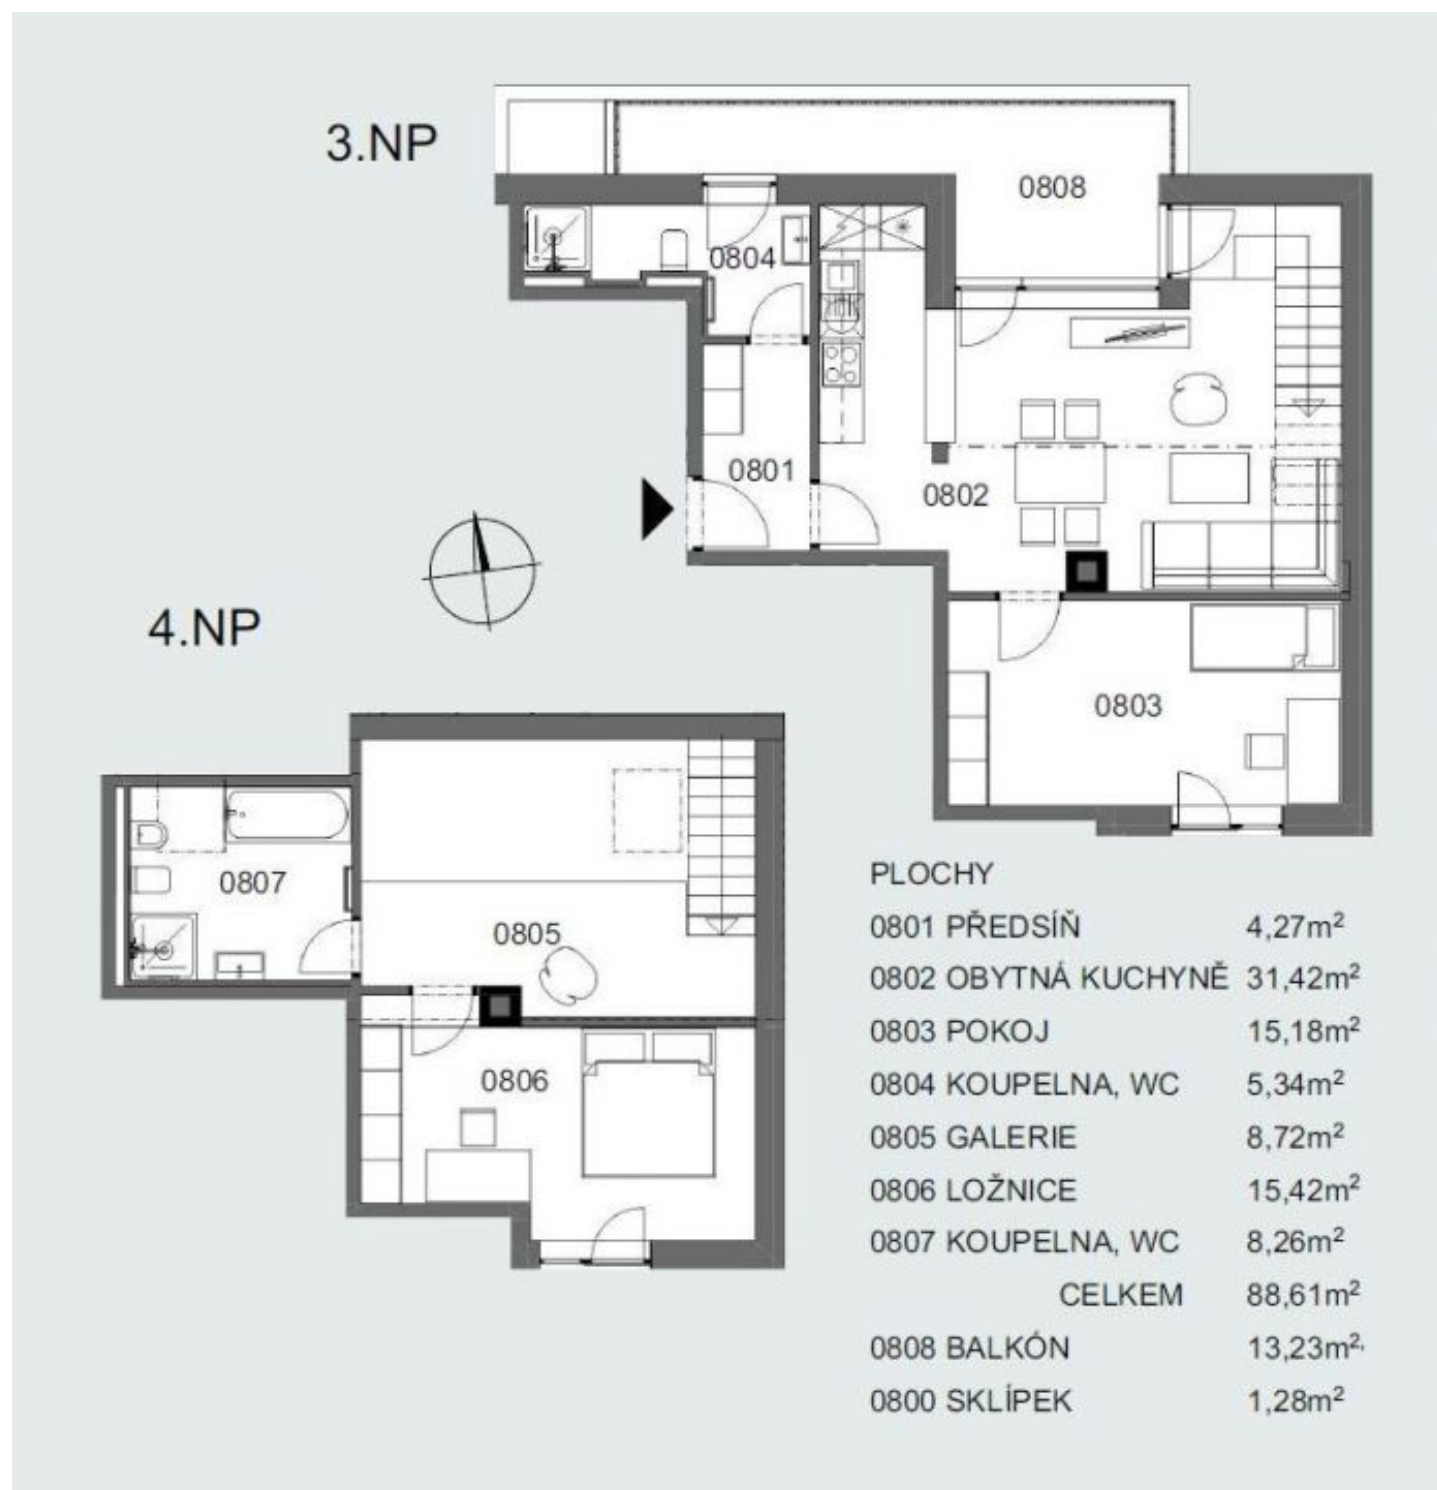 3.NP
0808
0804
0801
0802
4.NP
0803
0807
0805
0806
PLOCHY
0801 PŘEDSÍŇ 4,27m²
0802 OBYTNÁ KUCHYNĚ 31,42m²
0803 POKOJ 15,18m²
0804 KOUPELNA, WC 5,34m²
0805 GALERIE 8,72m²
0806 LOŽNICE 15,42m²
0807 KOUPELNA, WC 8,26m²
CELKEM 88,61m²
0808 BALKÓN 13,23m².
0800 SKLÍPEK 1,28m²